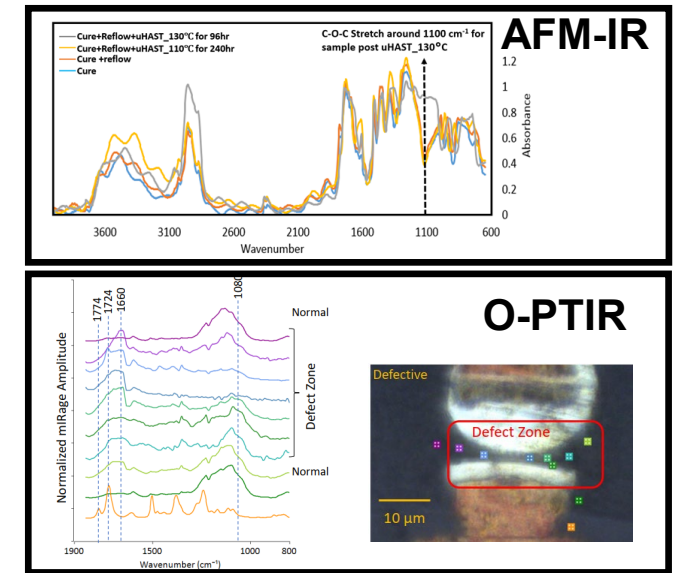 AFM-IR
Cure+Reflow+uHAST_130℃ for 96hr
Cure+Reflow+uHAST_110℃ for 240hr
Cure +reflow
Cure
C-O-C Stretch around 1100 cm⁻¹ for
sample post uHAST_130°C
1.2
1
0.8
0.6
0.4
0.2
0
Absorbance
3600 3100 2600 2100 1600 1100 600
Wavenumber
O-PTIR
1774
1724
1660
1080
Normal
Defect Zone
Normal
Normalized mIRage Amplitude
1900 1500 1000 800
Wavenumber (cm⁻¹)
Defective
Defect Zone
10 µm